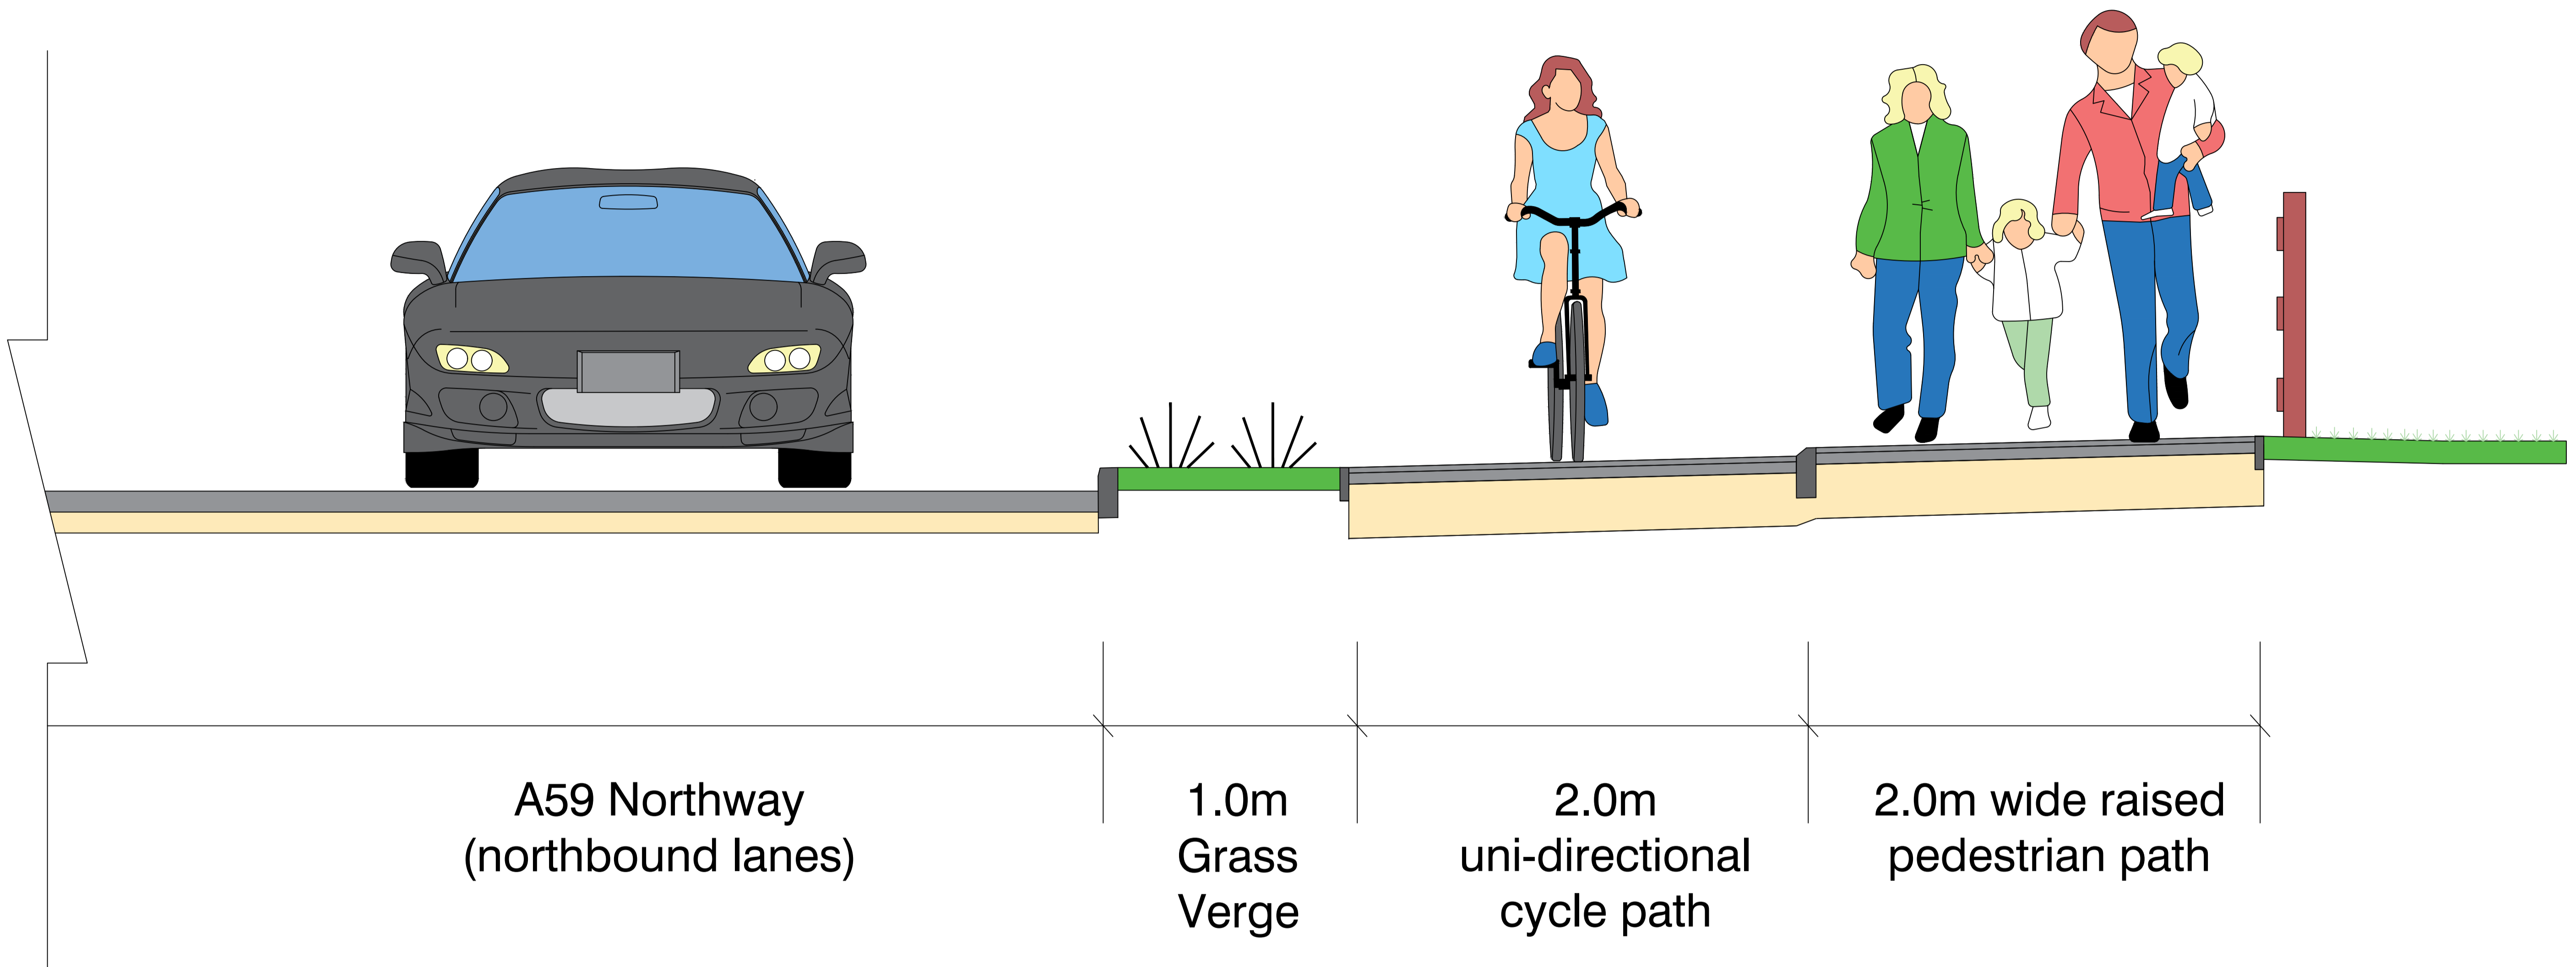 A59 Northway
(northbound lanes)
1.0m
Grass
Verge
2.0m
uni-directional
cycle path
2.0m wide raised
pedestrian path